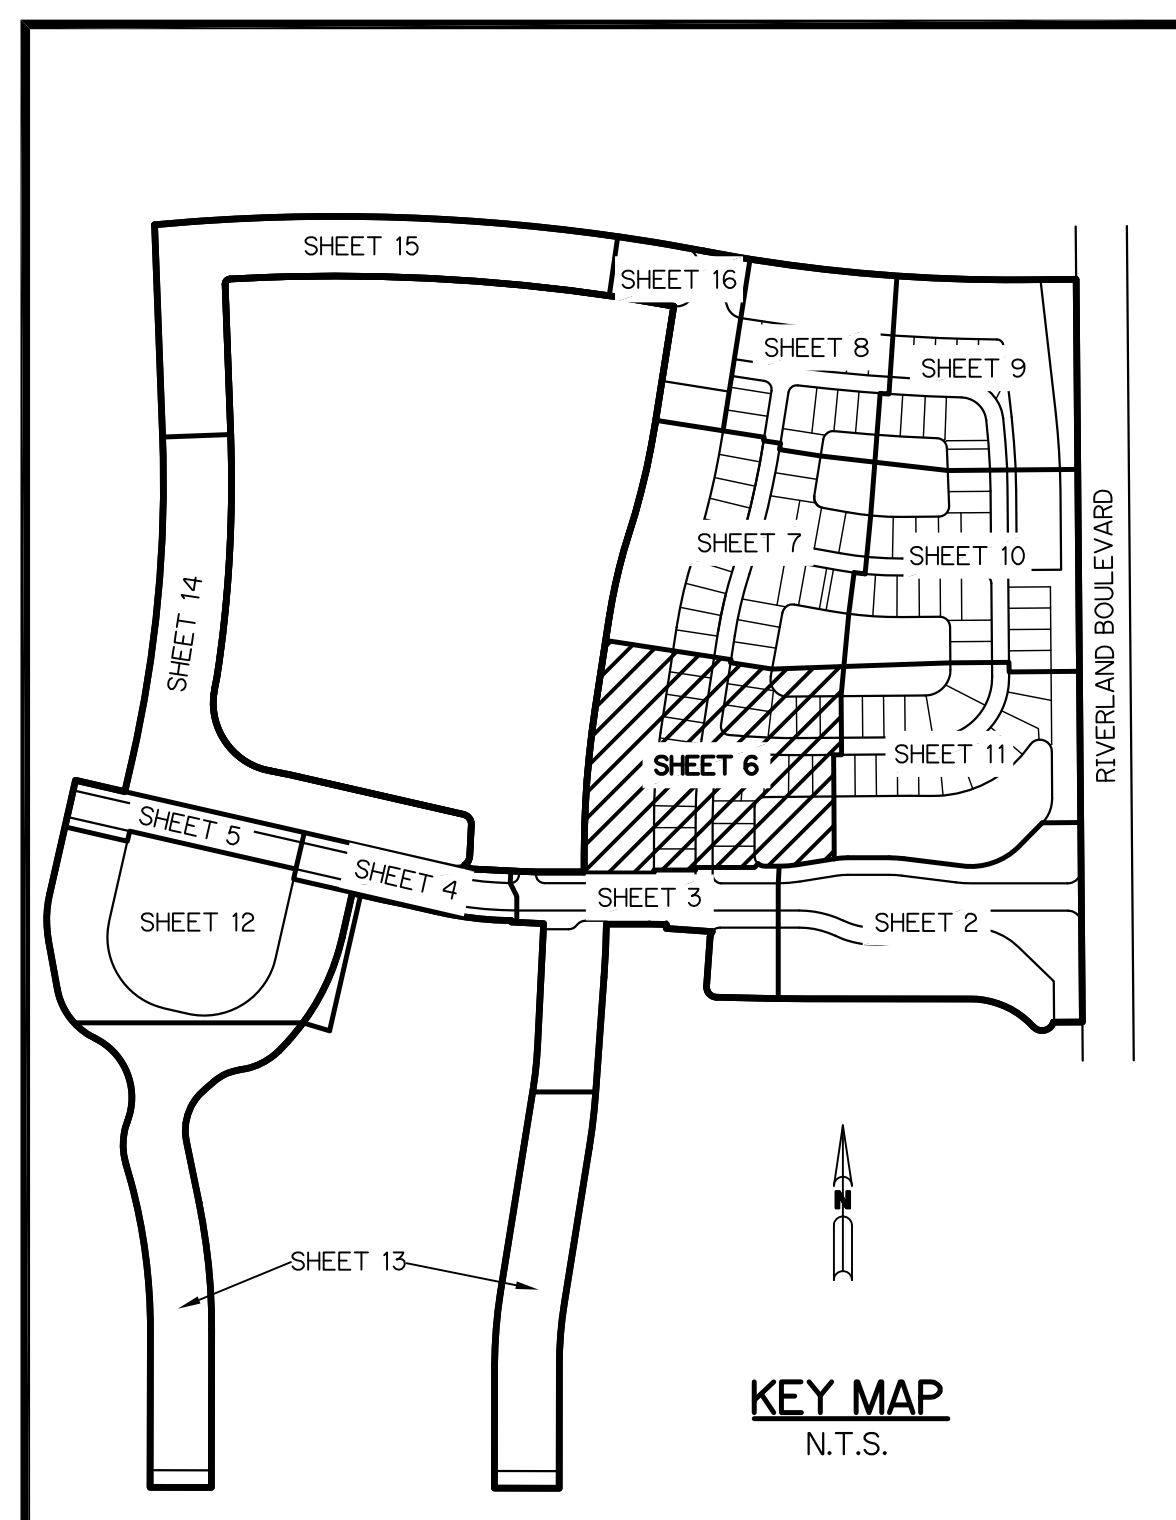 SHEET 15
SHEET 16
SHEET 8
SHEET 9
SHEET 7
SHEET 10
RIVERLAND BOULEVARD
SHEET 14
SHEET 6
SHEET 11
SHEET 5
SHEET 4
SHEET 3
SHEET 12
SHEET 2
N
SHEET 13
KEY MAP
N.T.S.